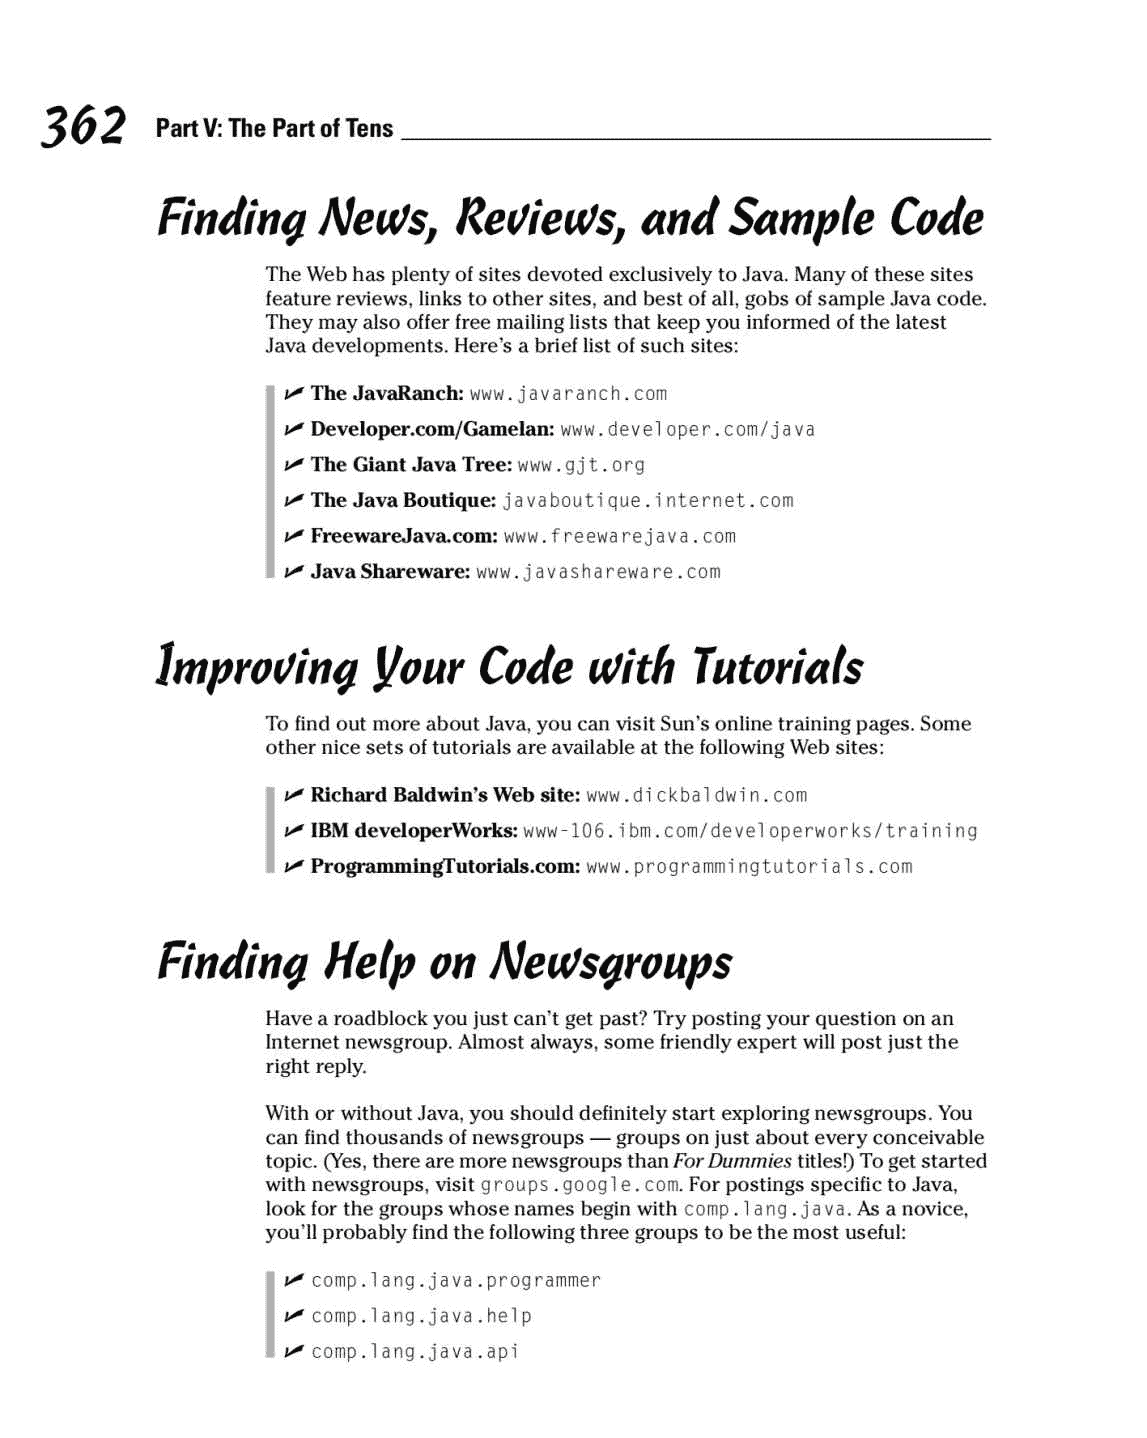 362 Part V: The Part of Tens
Finding News, Reviews, and Sample Code
The Web has plenty of sites devoted exclusively to Java. Many of these sites
feature reviews, links to other sites, and best of all, gobs of sample Java code.
They may also offer free mailing lists that keep you informed of the latest
Java developments. Here’s a brief list of such sites:
✓ The JavaRanch: www.javaranch.com
✓ Developer.com/Gamelan: www.developer.com/java
✓ The Giant Java Tree: www.gjt.org
✓ The Java Boutique: javaboutique.internet.com
✓ FreewareJava.com: www.freewarejava.com
✓ Java Shareware: www.javashareware.com
Improving Your Code with Tutorials
To find out more about Java, you can visit Sun’s online training pages. Some
other nice sets of tutorials are available at the following Web sites:
✓ Richard Baldwin’s Web site: www.dickbaldwin.com
✓ IBM developerWorks: www-106.ibm.com/developerworks/training
✓ ProgrammingTutorials.com: www.programmingtutorials.com
Finding Help on Newsgroups
Have a roadblock you just can’t get past? Try posting your question on an
Internet newsgroup. Almost always, some friendly expert will post just the
right reply.
With or without Java, you should definitely start exploring newsgroups. You
can find thousands of newsgroups — groups on just about every conceivable
topic. (Yes, there are more newsgroups than For Dummies titles!) To get started
with newsgroups, visit groups.google.com. For postings specific to Java,
look for the groups whose names begin with comp.lang.java. As a novice,
you’ll probably find the following three groups to be the most useful:
✓ comp.lang.java.programmer
✓ comp.lang.java.help
✓ comp.lang.java.api